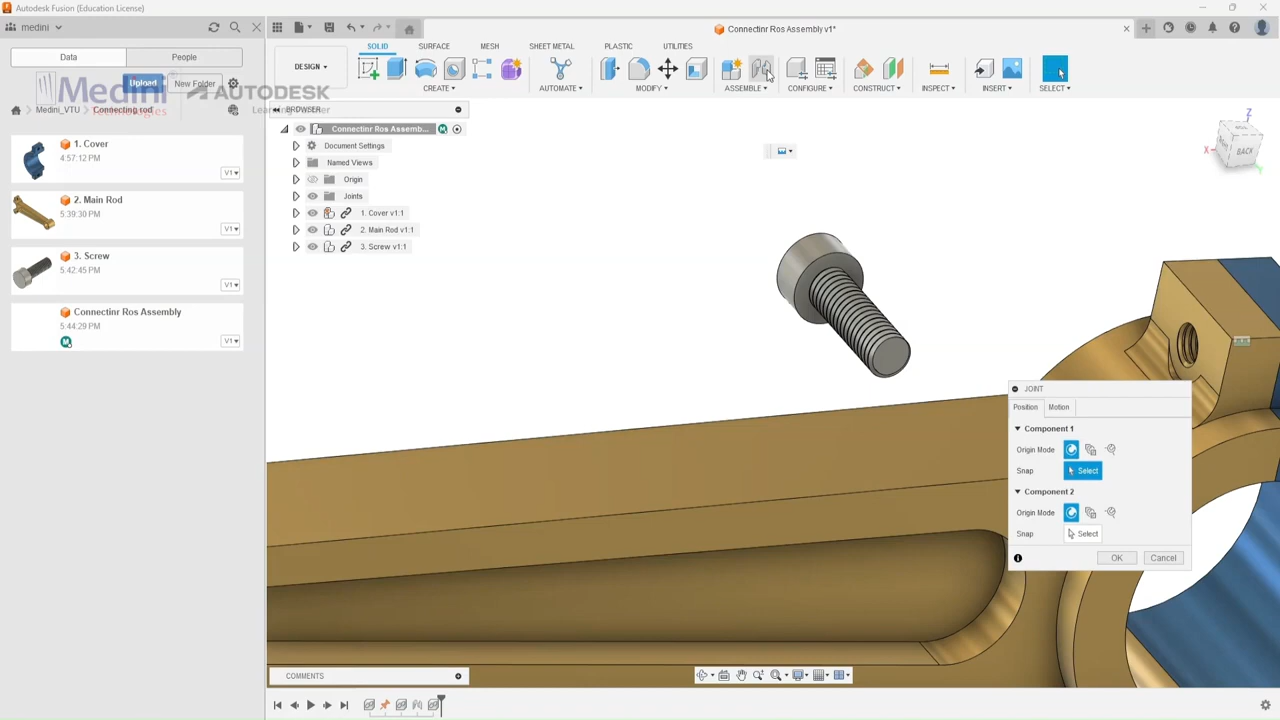 Autodesk Fusion (Education License)
medini
Connectinr Ros Assembly v1*
Data
People
DESIGN
SOLID
SURFACE
MESH
SHEET METAL
PLASTIC
UTILITIES
CREATE
AUTOMATE
MODIFY
ASSEMBLE
CONFIGURE
CONSTRUCT
INSPECT
INSERT
SELECT
Medini
Technologies
AUTODESK
Learning Partner
Upload
New Folder
Medini_VTU
Connecting rod
BROWSER
1. Cover
4:57:12 PM
V1
2. Main Rod
5:39:30 PM
V1
3. Screw
5:42:45 PM
V1
Connectinr Ros Assembly
5:44:29 PM
M
V1
Connectinr Ros Assemb...
M
Document Settings
Named Views
Origin
Joints
1. Cover v1:1
2. Main Rod v1:1
3. Screw v1:1
Z
X
Y
BACK
JOINT
Position
Motion
Component 1
Origin Mode
Snap
Select
Component 2
Origin Mode
Snap
Select
OK
Cancel
COMMENTS